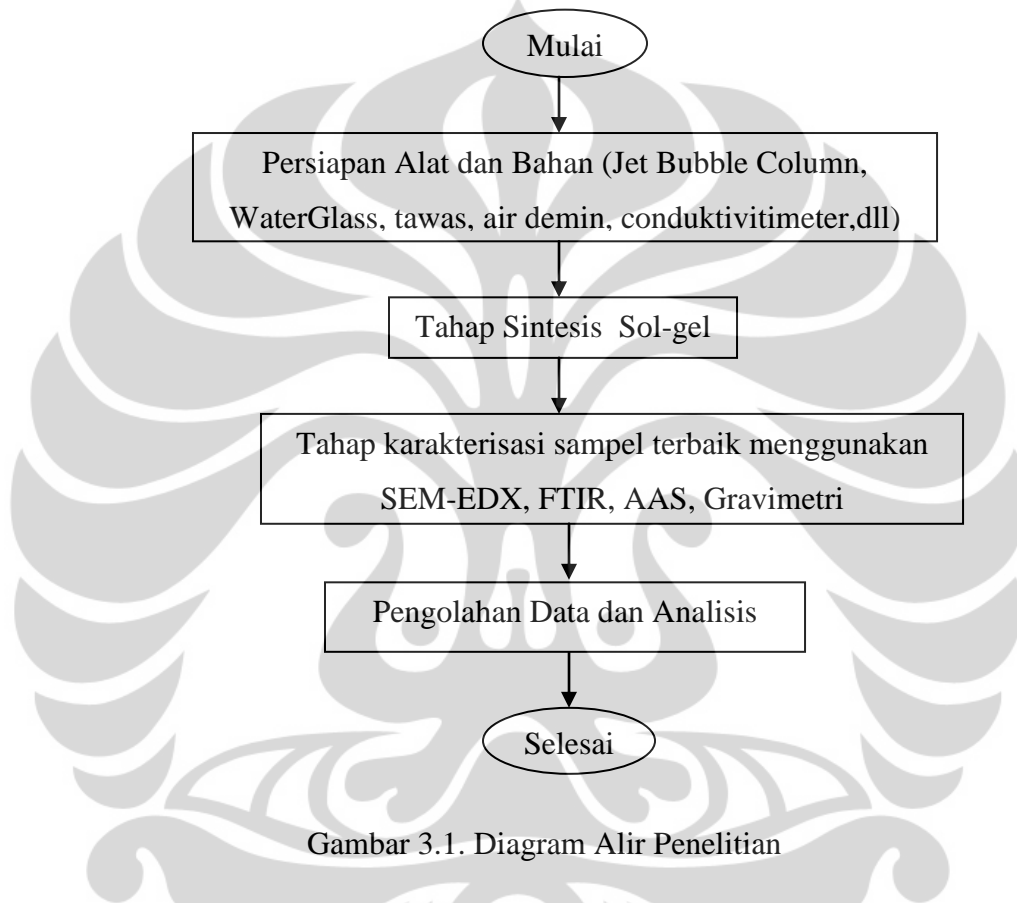 Mulai
Persiapan Alat dan Bahan (Jet Bubble Column,
WaterGlass, tawas, air demin, conduktivitimeter,dll)
Tahap Sintesis Sol-gel
Tahap karakterisasi sampel terbaik menggunakan
SEM-EDX, FTIR, AAS, Gravimetri
Pengolahan Data dan Analisis
Selesai
Gambar 3.1. Diagram Alir Penelitian